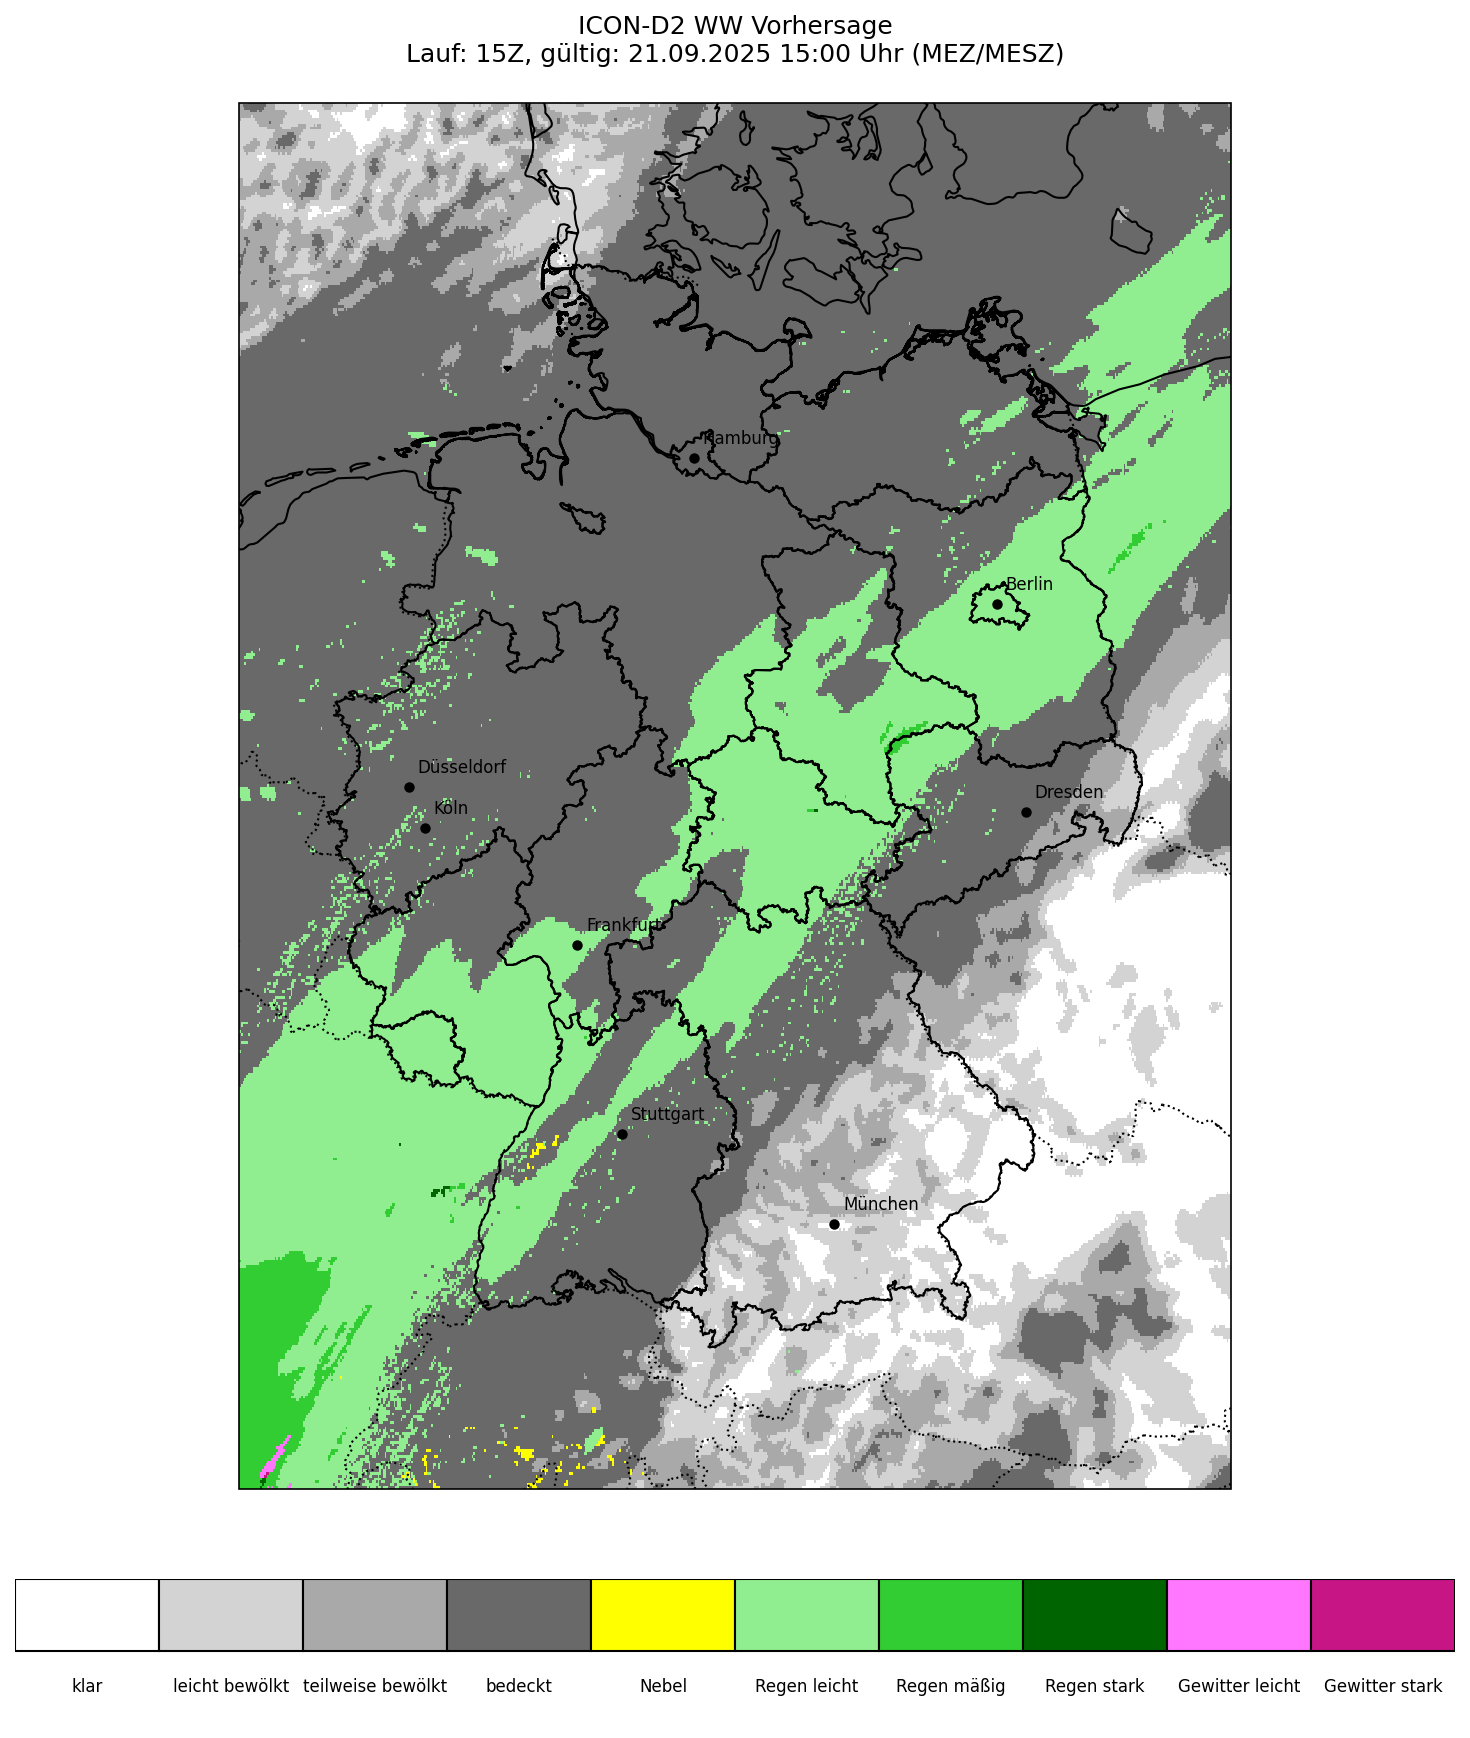 ICON-D2 WW Vorhersage
Lauf: 15Z, gültig: 21.09.2025 15:00 Uhr (MEZ/MESZ)
Hamburg
Berlin
Düsseldorf
Köln
Dresden
Frankfurt
Stuttgart
München
klar
leicht bewölkt
teilweise bewölkt
bedeckt
Nebel
Regen leicht
Regen mäßig
Regen stark
Gewitter leicht
Gewitter stark